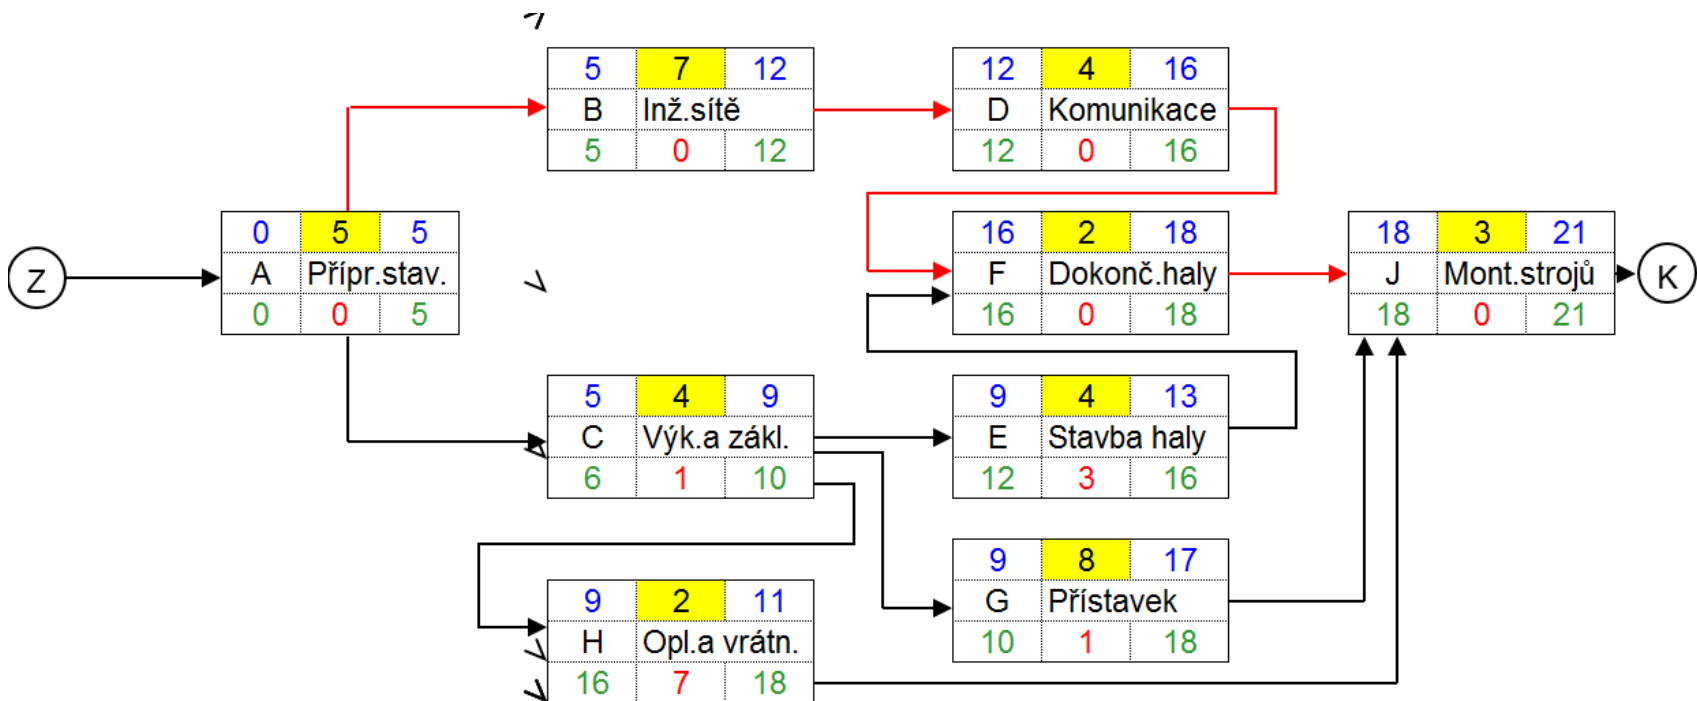 5 7 12
B Inž.sítě
5 0 12
12 4 16
D Komunikace
12 0 16
Z
0 5 5
A Přípr.stav.
0 0 5
16 2 18
F Dokonč.haly
16 0 18
18 3 21
J Mont.strojů
18 0 21
K
5 4 9
C Výk.a zákl.
6 1 10
9 4 13
E Stavba haly
12 3 16
9 2 11
H Opl.a vrátn.
16 7 18
9 8 17
G Přístavek
10 1 18